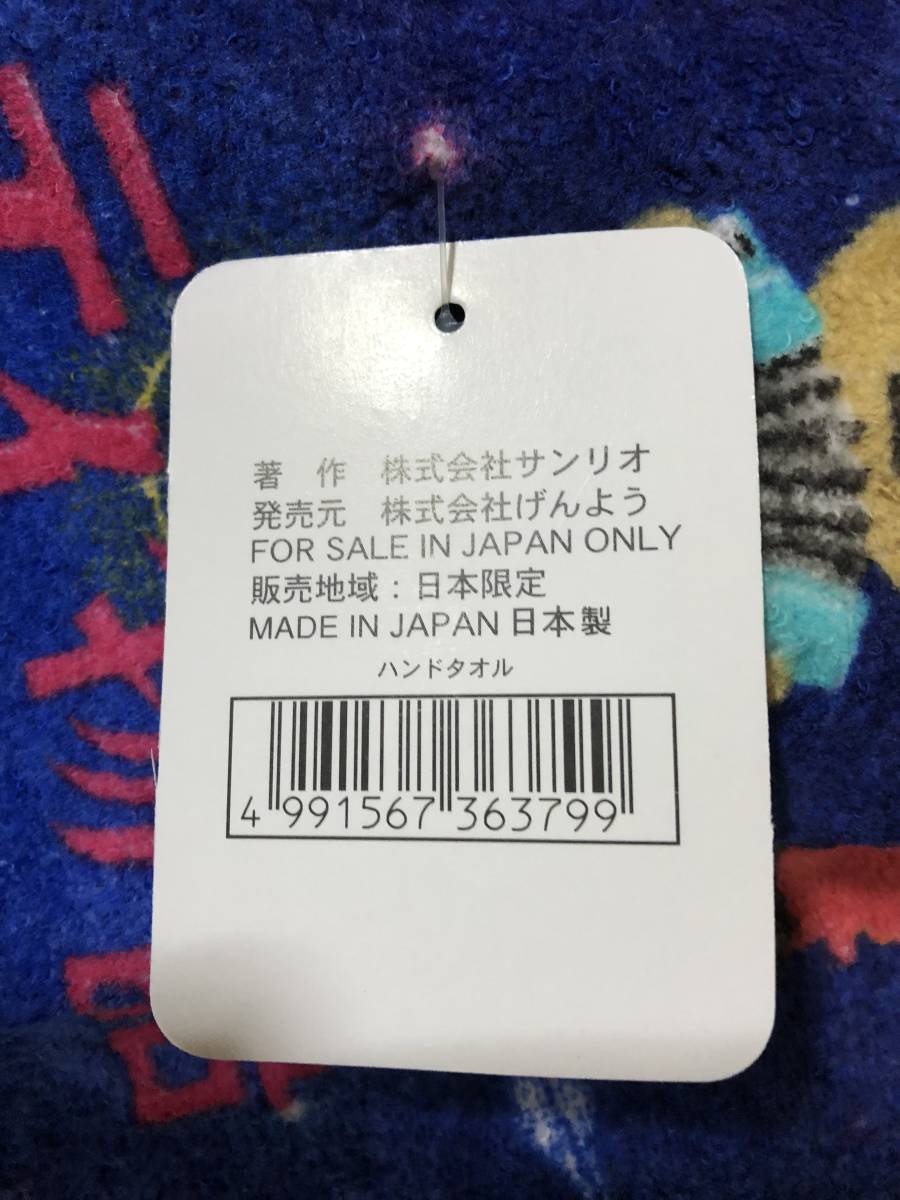 著　作　株式会社サンリオ
発売元　株式会社げんよう
FOR SALE IN JAPAN ONLY
販売地域：日本限定
MADE IN JAPAN 日本製
ハンドタオル
4 991567 363799